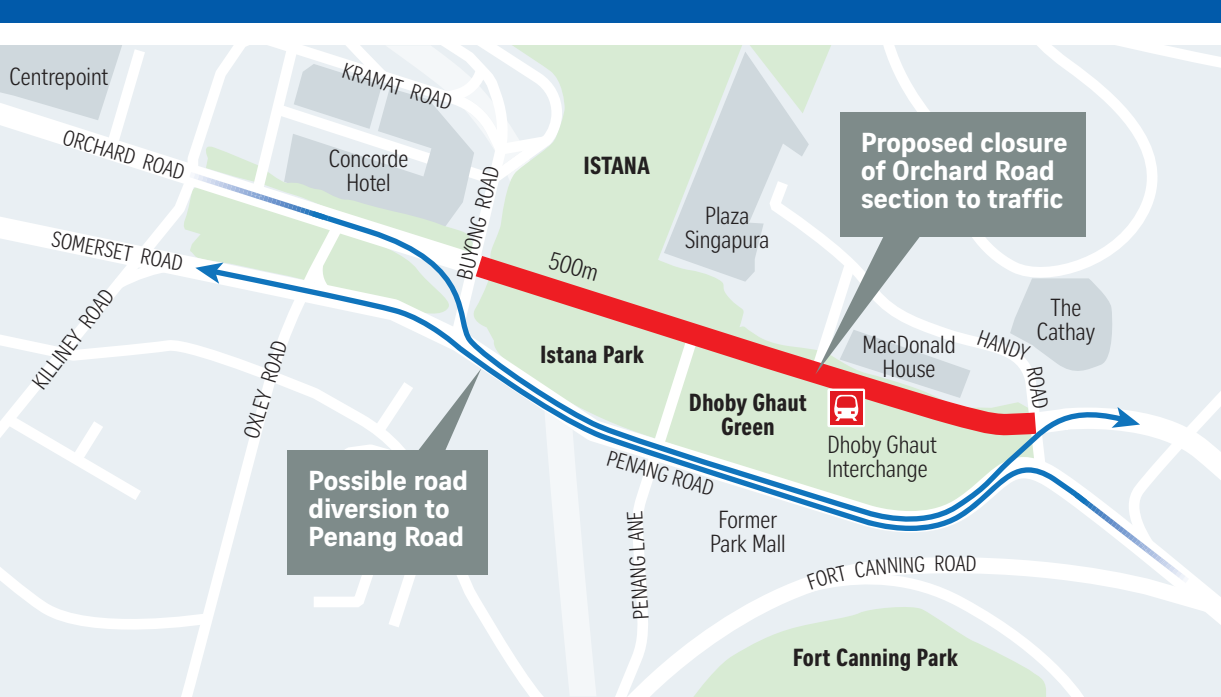 Centrepoint
KRAMAT ROAD
ORCHARD ROAD
Concorde
Hotel
ISTANA
Proposed closure
of Orchard Road
section to traffic
Plaza
Singapura
BUYONG ROAD
SOMERSET ROAD
500m
The
Cathay
KILLINEY ROAD
OXLEY ROAD
Istana Park
MacDonald
House
HANDY
ROAD
Dhoby Ghaut
Green
Dhoby Ghaut
Interchange
Possible road
diversion to
Penang Road
PENANG ROAD
Former
Park Mall
PENANG LANE
FORT CANNING ROAD
Fort Canning Park